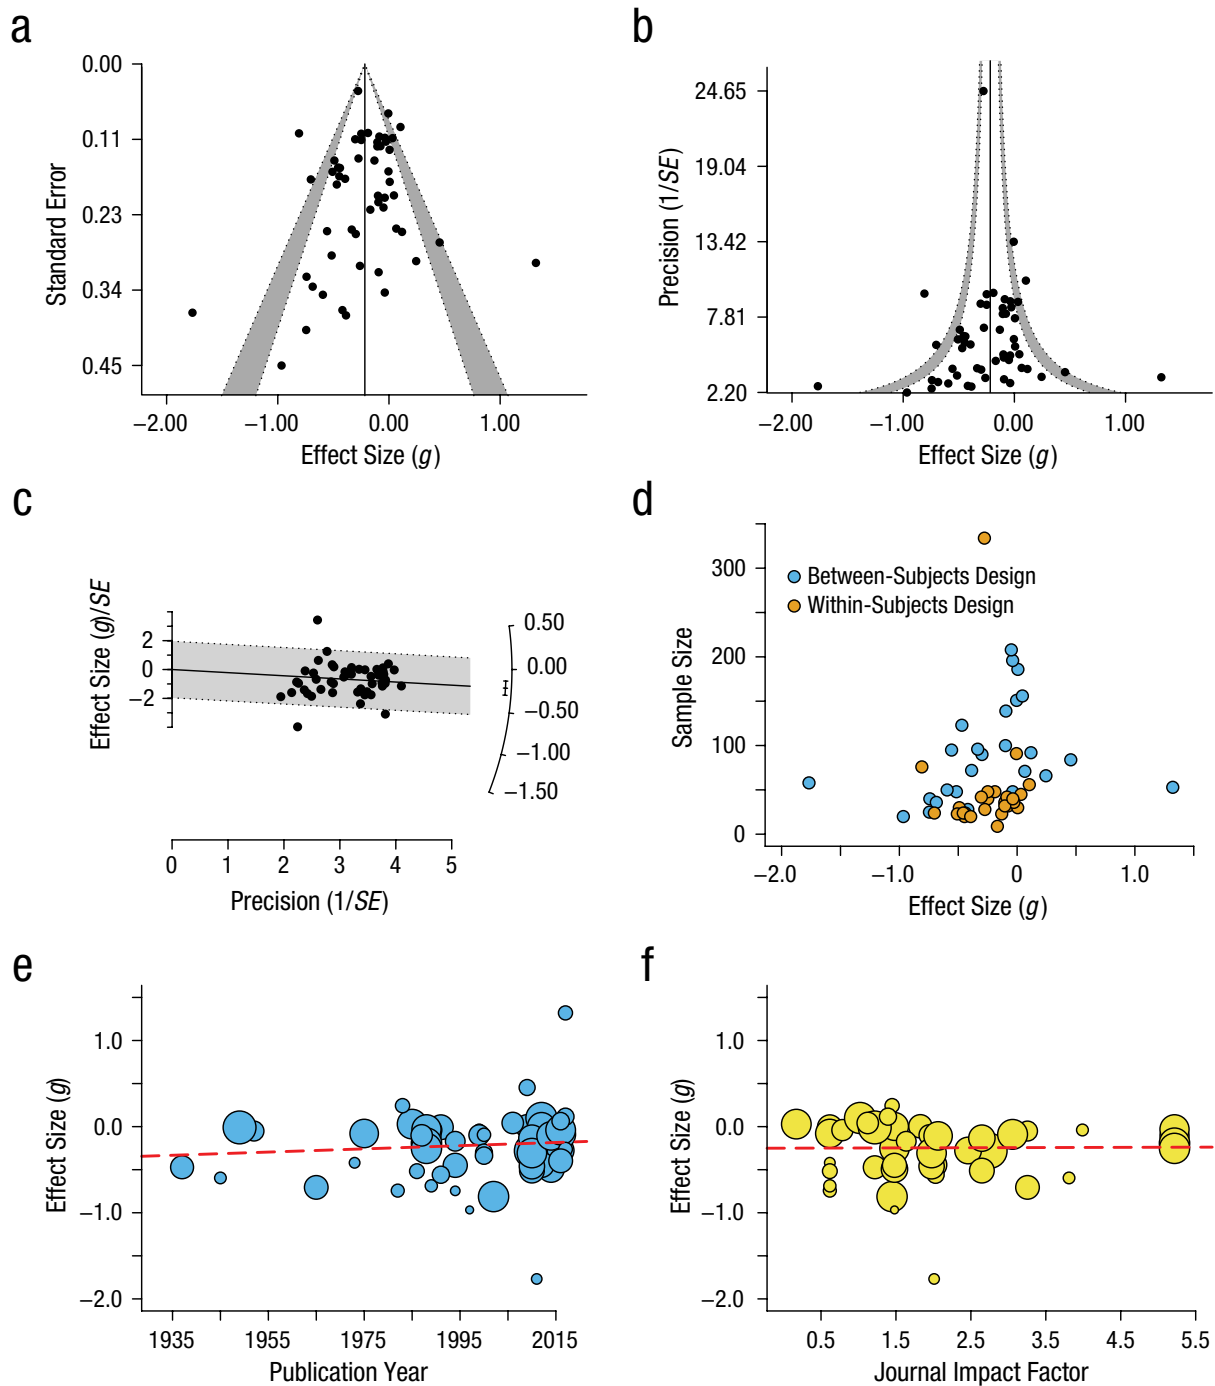 a
0.00
0.11
0.23
0.34
0.45
Standard Error
−2.00
−1.00
0.00
1.00
Effect Size (g)
b
24.65
19.04
13.42
7.81
2.20
Precision (1/SE)
−2.00
−1.00
0.00
1.00
Effect Size (g)
c
Effect Size (g)/SE
2
0
−2
0.50
0.00
−0.50
−1.00
−1.50
0 1 2 3 4 5
Precision (1/SE)
d
Sample Size
300
200
100
0
Between-Subjects Design
Within-Subjects Design
−2.0
−1.0
0
1.0
Effect Size (g)
e
Effect Size (g)
1.0
0.0
−1.0
−2.0
1935 1955 1975 1995 2015
Publication Year
f
Effect Size (g)
1.0
0.0
−1.0
−2.0
0.5 1.5 2.5 3.5 4.5 5.5
Journal Impact Factor